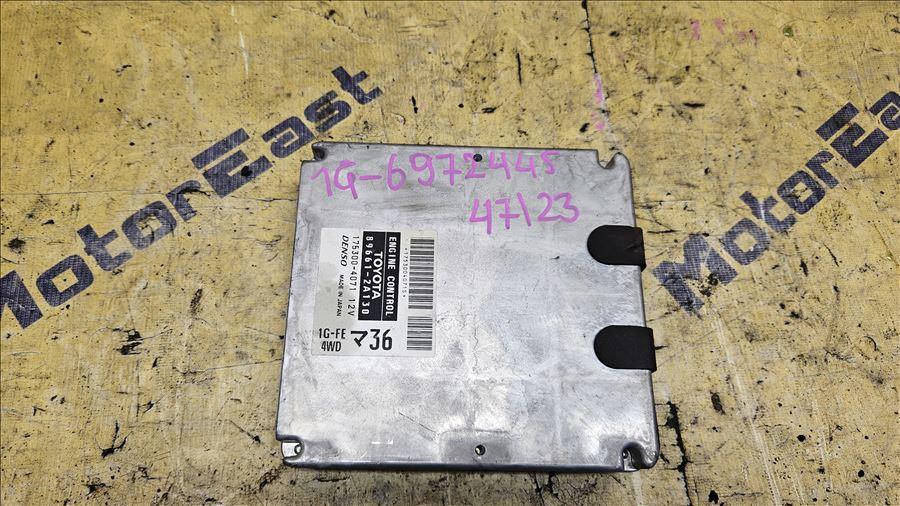 MotorEast
MotorEast
1G-6972445
47123
ENGINE CONTROL
TOYOTA
89661-2A130
175300-4071 12V
DENSO MADE IN JAPAN
1G-FE
4WD
マ36